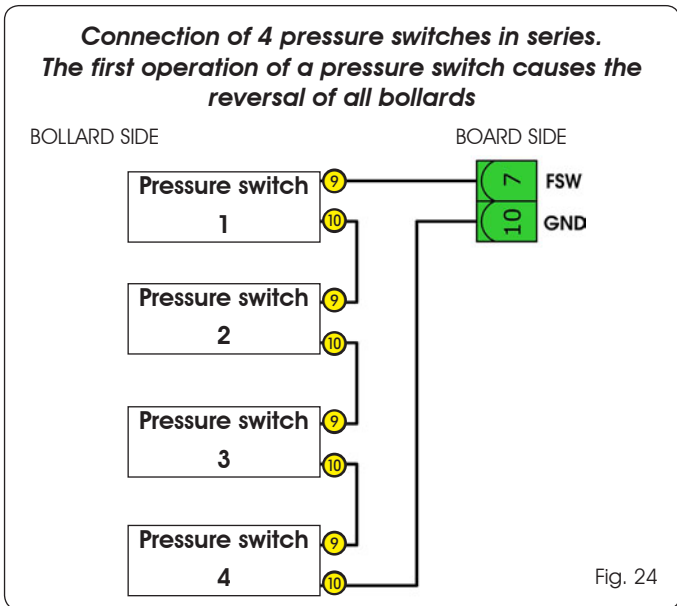 Connection of 4 pressure switches in series.
The first operation of a pressure switch causes the
reversal of all bollards
BOLLARD SIDE
BOARD SIDE
Pressure switch
1
9
10
7
FSW
10
GND
Pressure switch
2
9
10
Pressure switch
3
9
10
Pressure switch
4
9
10
Fig. 24